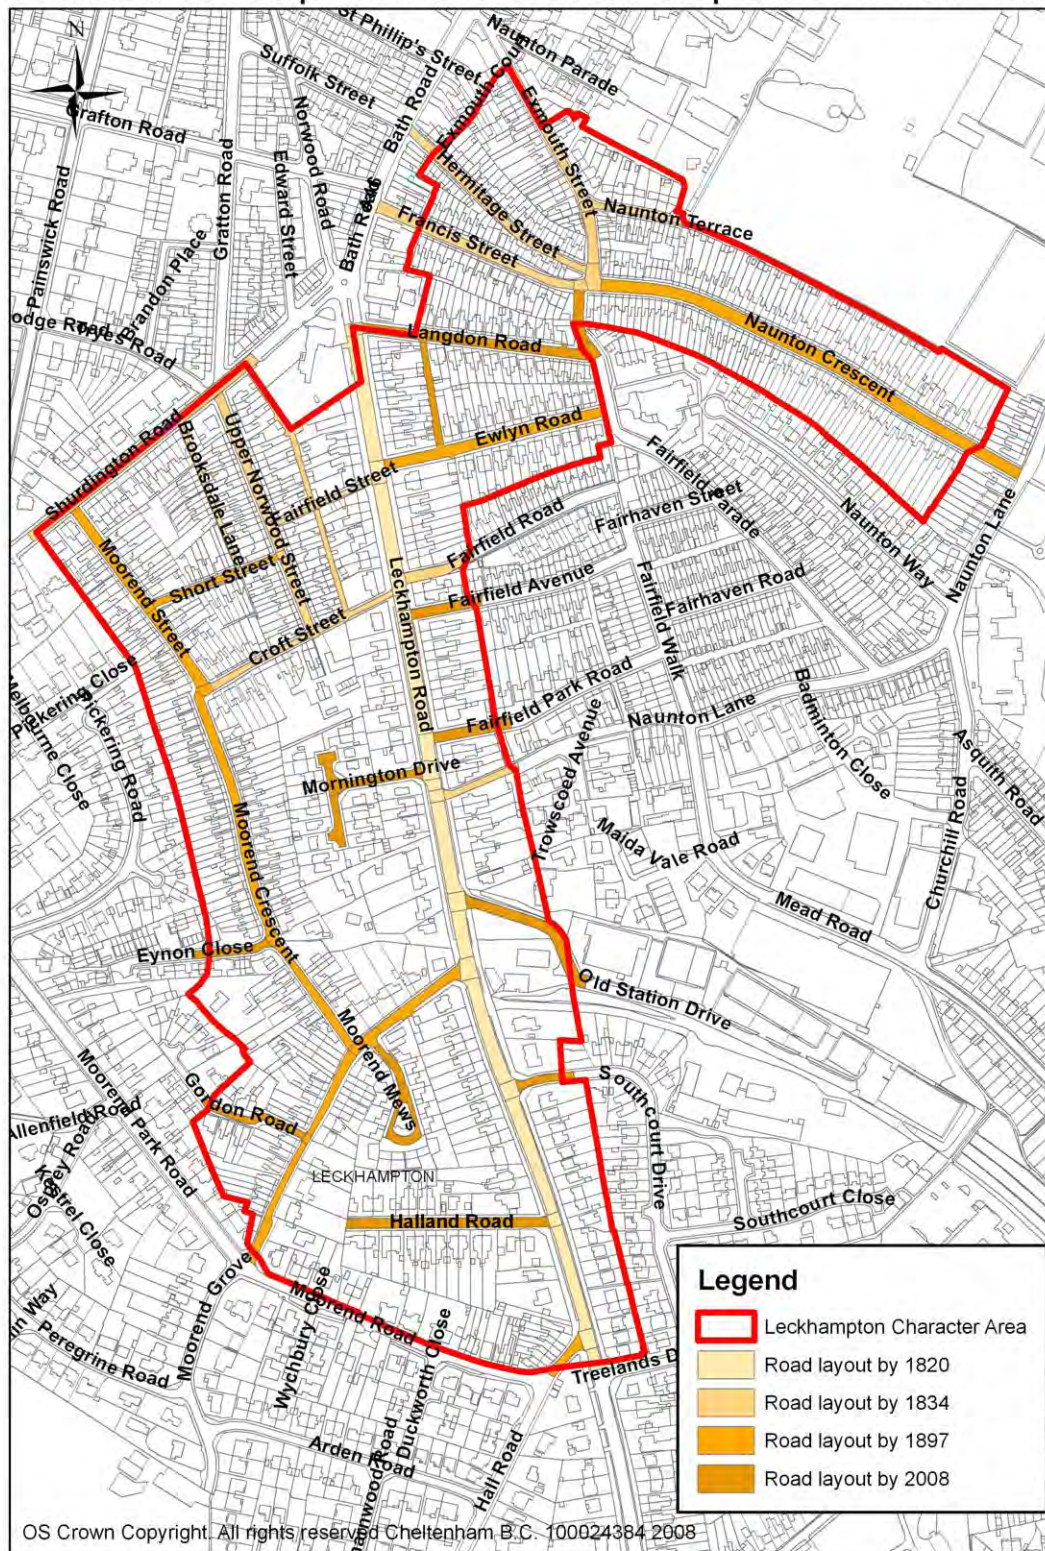 N
St Phillip's Street
Naunton Parade
Suffolk Street
Bath Road
Exmouth Court
Grafton Road
Norwood Road
Exmouth Street
Hermitage Street
Painswick Road
Gratton Road
Edward Street
Bath Road
Francis Street
Naunton Terrace
Brandon Place
Tryes Road
Langdon Road
Naunton Crescent
Shurdington Road
Upper Norwood Street
Brooksdale Lane
Ewlyn Road
Fairfield Street
Fairfield Parade
Fairhaven Street
Naunton Way
Naunton Lane
Moorend Street
Short Street
Fairfield Road
Leckhampton Road
Fairfield Avenue
Fairfield Walk
Fairhaven Road
Croft Street
Pickering Close
Melbourne Close
Pickering Road
Fairfield Park Road
Naunton Lane
Badminton Close
Asquith Road
Mornington Drive
Trowscoed Avenue
Maida Vale Road
Churchill Road
Moorend Crescent
Mead Road
Eynon Close
Old Station Drive
Moorend Mews
Moorend Park Road
Gordon Road
Southcourt Drive
Allenfield Road
Kestrel Close
LECKHAMPTON
Southcourt Close
Halland Road
Moorend Grove
Moorend Road
Wychbury Close
Duckworth Close
Peregrine Road
Treelands D
Arden Road
Hall Road
Legend
Leckhampton Character Area
Road layout by 1820
Road layout by 1834
Road layout by 1897
Road layout by 2008
OS Crown Copyright. All rights reserved Cheltenham B.C. 100024384 2008